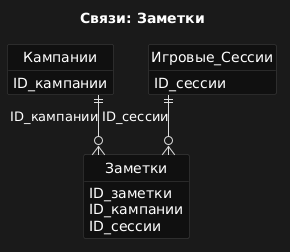 Связи: Заметки
Кампании
ID_кампании
Игровые_Сессии
ID_сессии
ID_кампании
ID_сессии
Заметки
ID_заметки
ID_кампании
ID_сессии